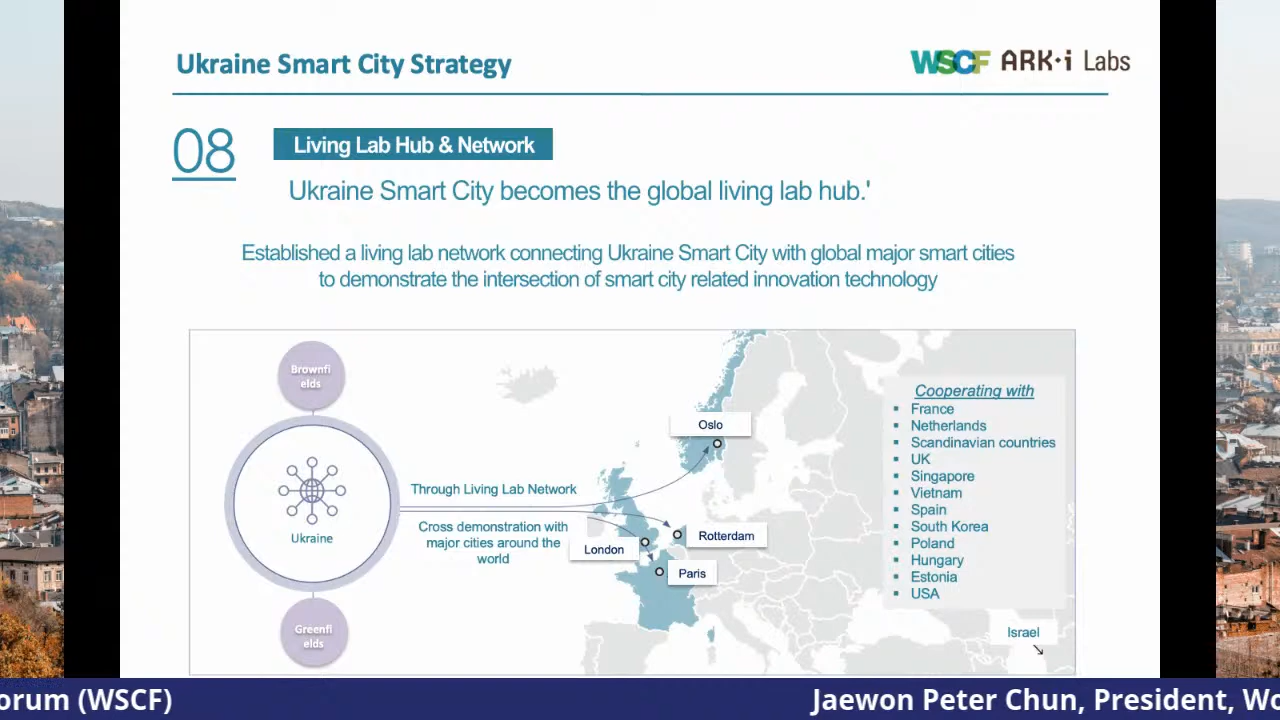 Ukraine Smart City Strategy
WSCF ARK·i Labs
08
Living Lab Hub & Network
Ukraine Smart City becomes the global living lab hub.'
Established a living lab network connecting Ukraine Smart City with global major smart cities
to demonstrate the intersection of smart city related innovation technology
Brownfi
elds
Ukraine
Greenfi
elds
Through Living Lab Network
Cross demonstration with
major cities around the
world
Oslo
Rotterdam
London
Paris
Cooperating with
▪ France
▪ Netherlands
▪ Scandinavian countries
▪ UK
▪ Singapore
▪ Vietnam
▪ Spain
▪ South Korea
▪ Poland
▪ Hungary
▪ Estonia
▪ USA
Israel
orum (WSCF) Jaewon Peter Chun, President, Wo